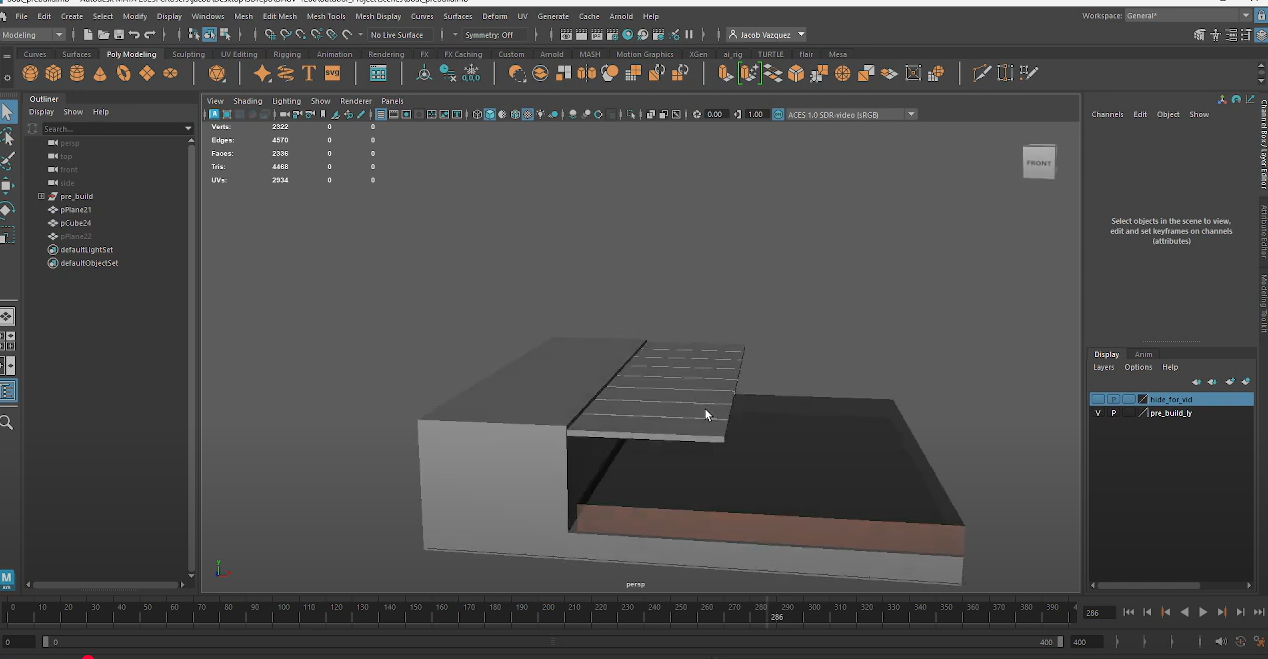 File Edit Create Select Modify Display Windows Mesh Edit Mesh Mesh Tools Mesh Display Curves Surfaces Deform UV Generate Cache Arnold Help
Workspace: General*
Modeling
No Live Surface
Symmetry: Off
Jacob Vazquez
Curves Surfaces Poly Modeling Sculpting UV Editing Rigging Animation Rendering FX FX Caching Custom Arnold MASH Motion Graphics XGen ai_rig TURTLE flair Mesa
Outliner
Display Show Help
Search...
persp
top
front
side
pre_build
pPlane21
pCube24
pPlane22
defaultLightSet
defaultObjectSet
View Shading Lighting Show Renderer Panels
0.00
1.00
ACES 1.0 SDR-video (sRGB)
Verts: 2322 0 0
Edges: 4570 0 0
Faces: 2336 0 0
Tris: 4468 0 0
UVs: 2934 0 0
FRONT
persp
Channels Edit Object Show
Select objects in the scene to view,
edit and set keyframes on channels
(attributes)
Channel Box / Layer Editor
Attribute Editor
Modeling Toolkit
Display Anim
Layers Options Help
P hide_for_vid
V P pre_build_ly
0 10 20 30 40 50 60 70 80 90 100 110 120 130 140 150 160 170 180 190 200 210 220 230 240 250 260 270 280 290 300 310 320 330 340 350 360 370 380 390 4
286
286
0
0
400
400